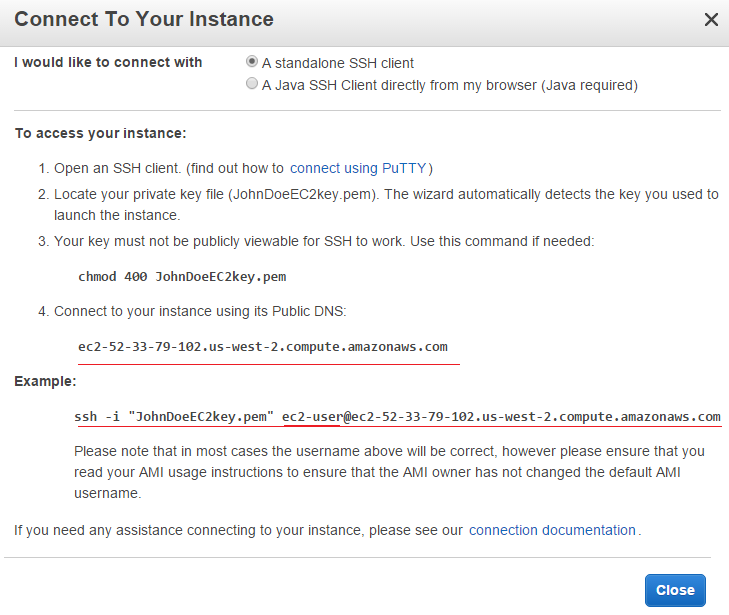 Connect To Your Instance
I would like to connect with
A standalone SSH client
A Java SSH Client directly from my browser (Java required)
To access your instance:
1. Open an SSH client. (find out how to connect using PuTTY)
2. Locate your private key file (JohnDoeEC2key.pem). The wizard automatically detects the key you used to
launch the instance.
3. Your key must not be publicly viewable for SSH to work. Use this command if needed:
chmod 400 JohnDoeEC2key.pem
4. Connect to your instance using its Public DNS:
ec2-52-33-79-102.us-west-2.compute.amazonaws.com
Example:
ssh -i "JohnDoeEC2key.pem" ec2-user@ec2-52-33-79-102.us-west-2.compute.amazonaws.com
Please note that in most cases the username above will be correct, however please ensure that you
read your AMI usage instructions to ensure that the AMI owner has not changed the default AMI
username.
If you need any assistance connecting to your instance, please see our connection documentation.
Close